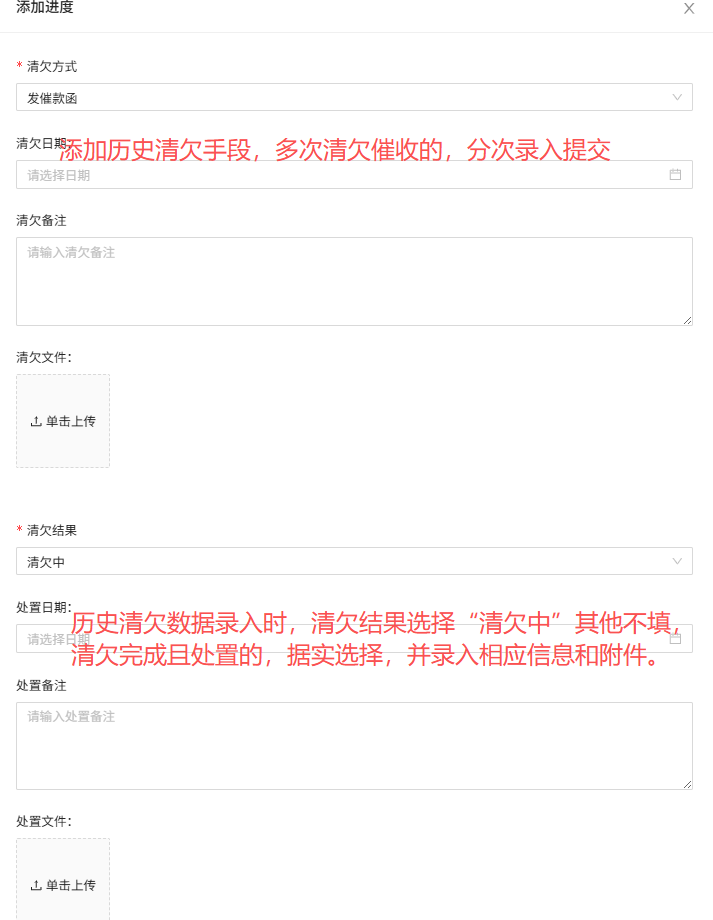 添加进度
* 清欠方式
发催款函
清欠日期:
添加历史清欠手段，多次清欠催收的，分次录入提交
请选择日期
清欠备注
请输入清欠备注
清欠文件:
单击上传
* 清欠结果
清欠中
处置日期:
历史清欠数据录入时，清欠结果选择“清欠中”其他不填，
请选择日期
清欠完成且处置的，据实选择，并录入相应信息和附件。
处置备注
请输入处置备注
处置文件:
单击上传